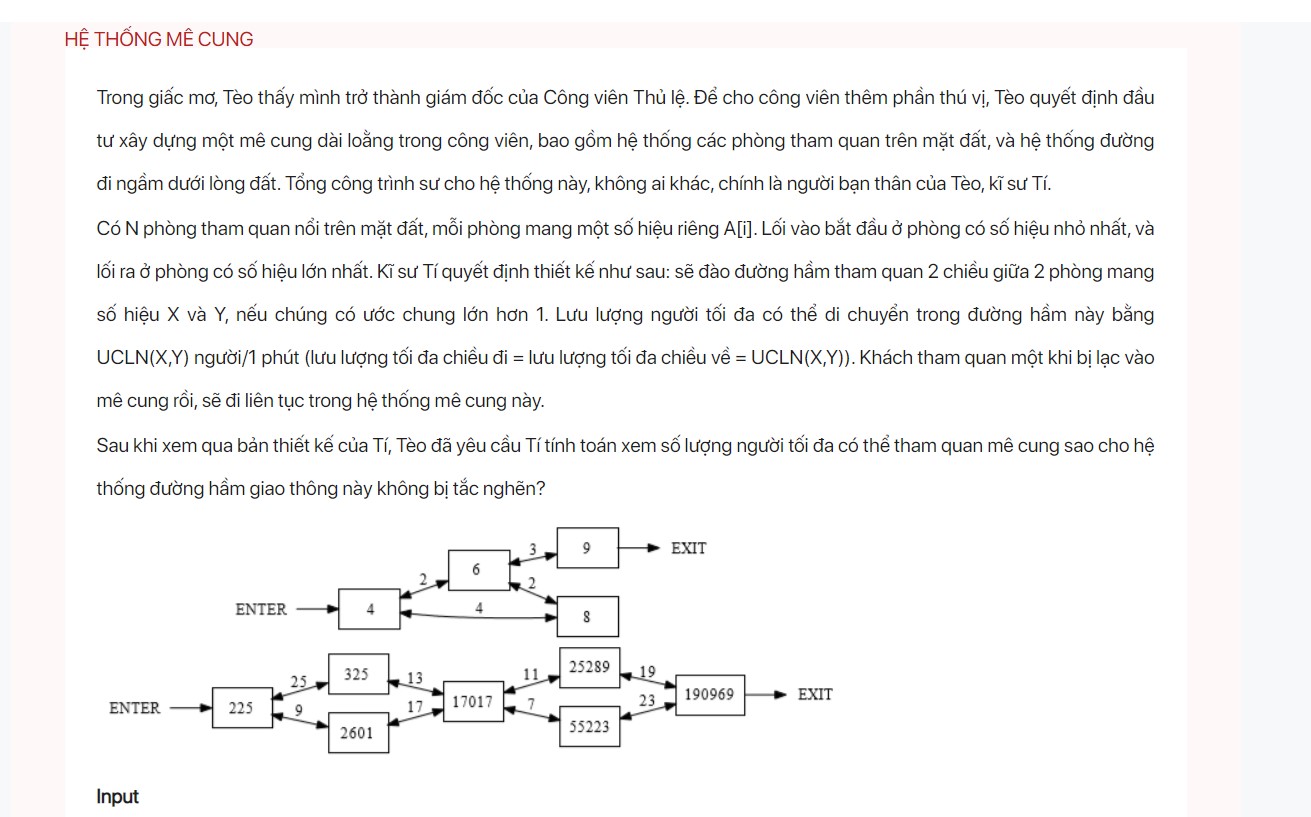 HỆ THỐNG MÊ CUNG
Trong giấc mơ, Tèo thấy mình trở thành giám đốc của Công viên Thủ lệ. Để cho công viên thêm phần thú vị, Tèo quyết định đầu
tư xây dựng một mê cung dài loằng trong công viên, bao gồm hệ thống các phòng tham quan trên mặt đất, và hệ thống đường
đi ngầm dưới lòng đất. Tổng công trình sư cho hệ thống này, không ai khác, chính là người bạn thân của Tèo, kĩ sư Tí.
Có N phòng tham quan nổi trên mặt đất, mỗi phòng mang một số hiệu riêng A[i]. Lối vào bắt đầu ở phòng có số hiệu nhỏ nhất, và
lối ra ở phòng có số hiệu lớn nhất. Kĩ sư Tí quyết định thiết kế như sau: sẽ đào đường hầm tham quan 2 chiều giữa 2 phòng mang
số hiệu X và Y, nếu chúng có ước chung lớn hơn 1. Lưu lượng người tối đa có thể di chuyển trong đường hầm này bằng
UCLN(X,Y) người/1 phút (lưu lượng tối đa chiều đi = lưu lượng tối đa chiều về = UCLN(X,Y)). Khách tham quan một khi bị lạc vào
mê cung rồi, sẽ đi liên tục trong hệ thống mê cung này.
Sau khi xem qua bản thiết kế của Tí, Tèo đã yêu cầu Tí tính toán xem số lượng người tối đa có thể tham quan mê cung sao cho hệ
thống đường hầm giao thông này không bị tắc nghẽn?
3 9 EXIT
6
2 2
ENTER 4 4
8
25 325 13 11 25289 19
ENTER 225 17017 190969 EXIT
9 17 7 23
2601 55223
Input